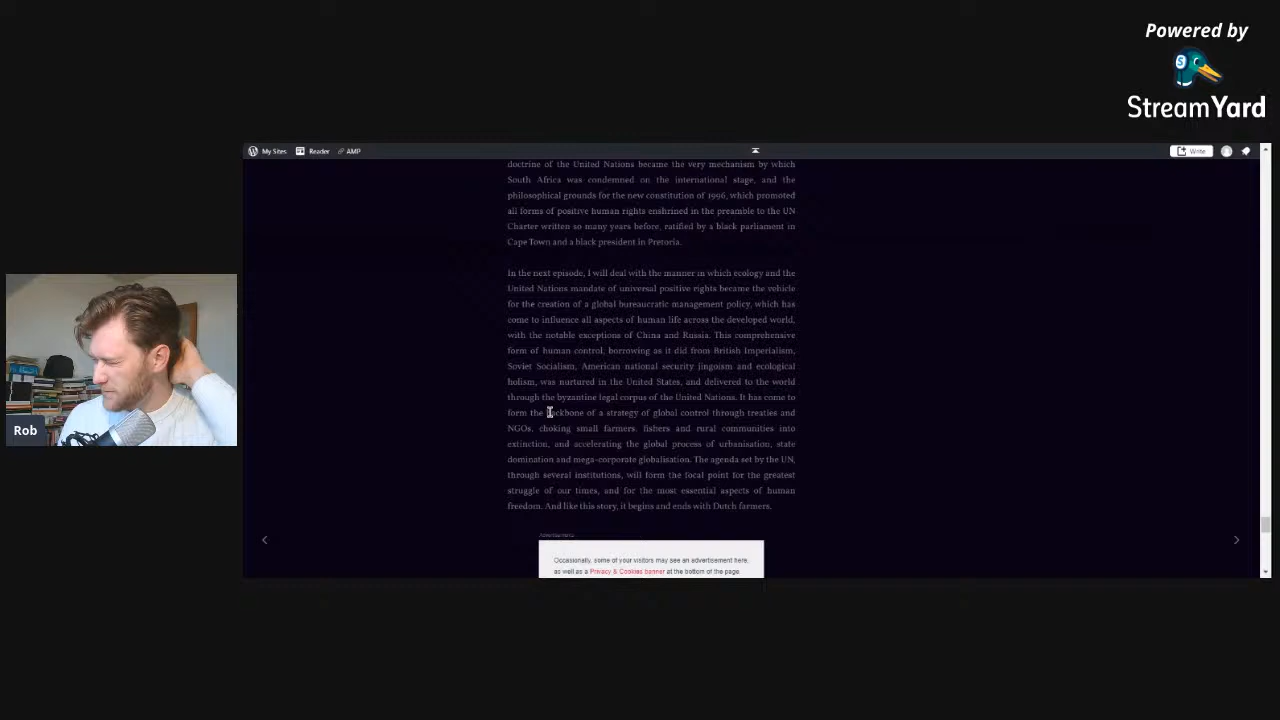 Powered by
StreamYard
My Sites
Reader
AMP
Write
doctrine of the United Nations became the very mechanism by which
South Africa was condemned on the international stage, and the
philosophical grounds for the new constitution of 1996, which promoted
all forms of positive human rights enshrined in the preamble to the UN
Charter written so many years before, ratified by a black parliament in
Cape Town and a black president in Pretoria.
In the next episode, I will deal with the manner in which ecology and the
United Nations mandate of universal positive rights became the vehicle
for the creation of a global bureaucratic management policy, which has
come to influence all aspects of human life across the developed world,
with the notable exceptions of China and Russia. This comprehensive
form of human control, borrowing as it did from British Imperialism,
Soviet Socialism, American national security lingoism and ecological
holism, was nurtured in the United States, and delivered to the world
through the byzantine legal corpus of the United Nations. It has come to
form the backbone of a strategy of global control through treaties and
NGOs, choking small farmers, fishers and rural communities into
extinction, and accelerating the global process of urbanisation, state
domination and mega-corporate globalisation. The agenda set by the UN,
through several institutions, will form the focal point for the greatest
struggle of our times, and for the most essential aspects of human
freedom. And like this story, it begins and ends with Dutch farmers.
Advertisements
Occasionally, some of your visitors may see an advertisement here,
as well as a Privacy & Cookies banner at the bottom of the page.
Rob